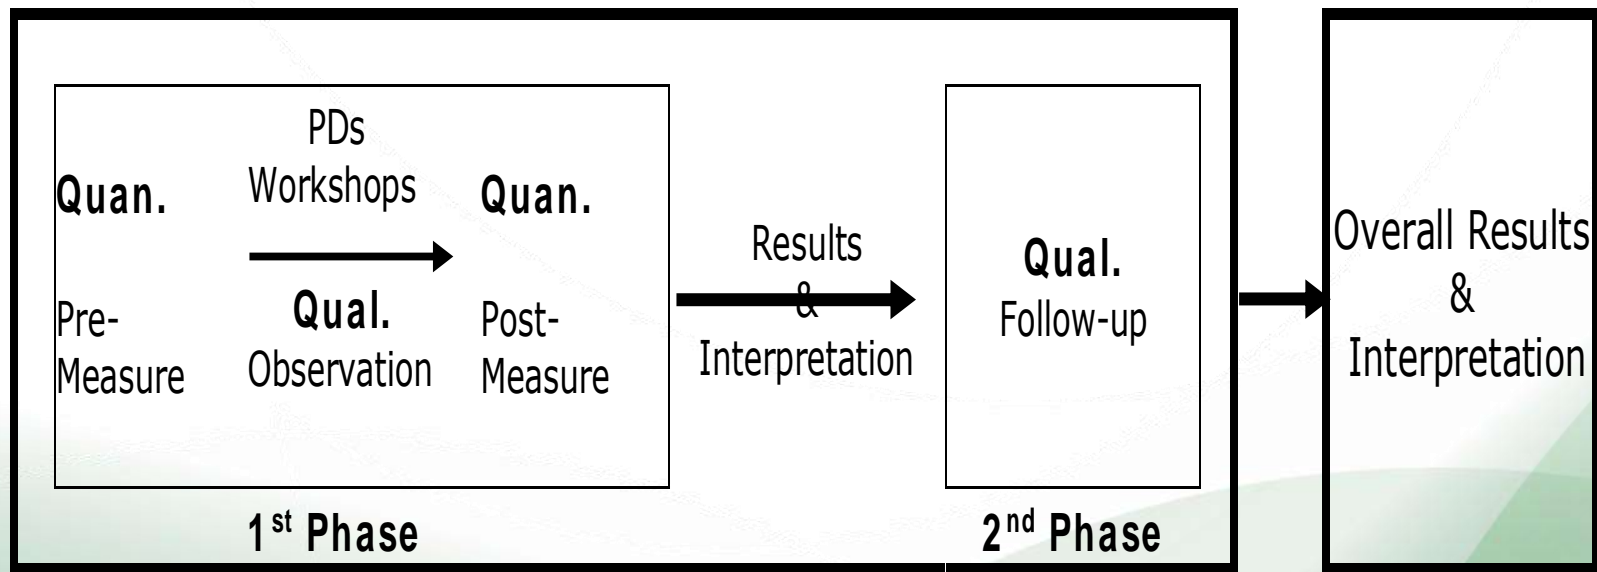 Quan.
Pre-
Measure
PDs
Workshops
Qual.
Observation
Quan.
Post-
Measure
1st Phase
Results
&
Interpretation
Qual.
Follow-up
2nd Phase
Overall Results
&
Interpretation